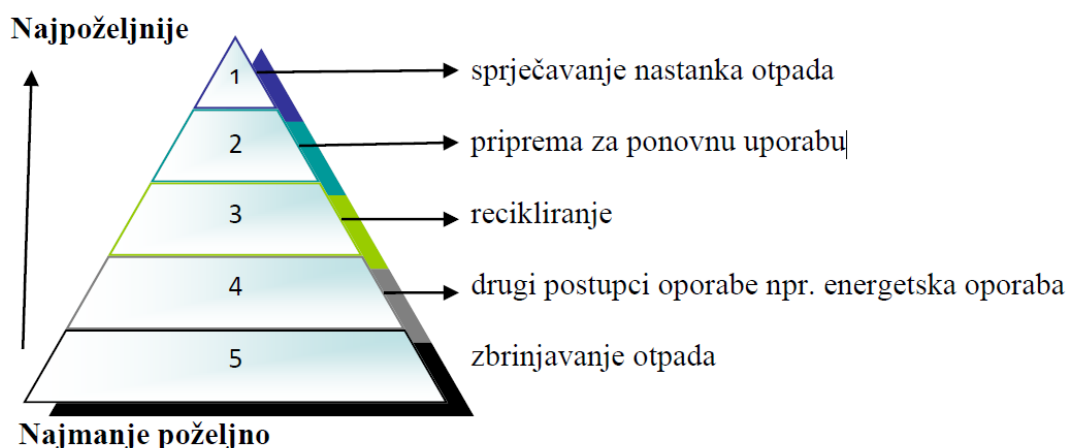 Najpoželjnije
1
sprječavanje nastanka otpada
2
priprema za ponovnu uporabu
3
recikliranje
4
drugi postupci oporabe npr. energetska oporaba
5
zbrinjavanje otpada
Najmanje poželjno